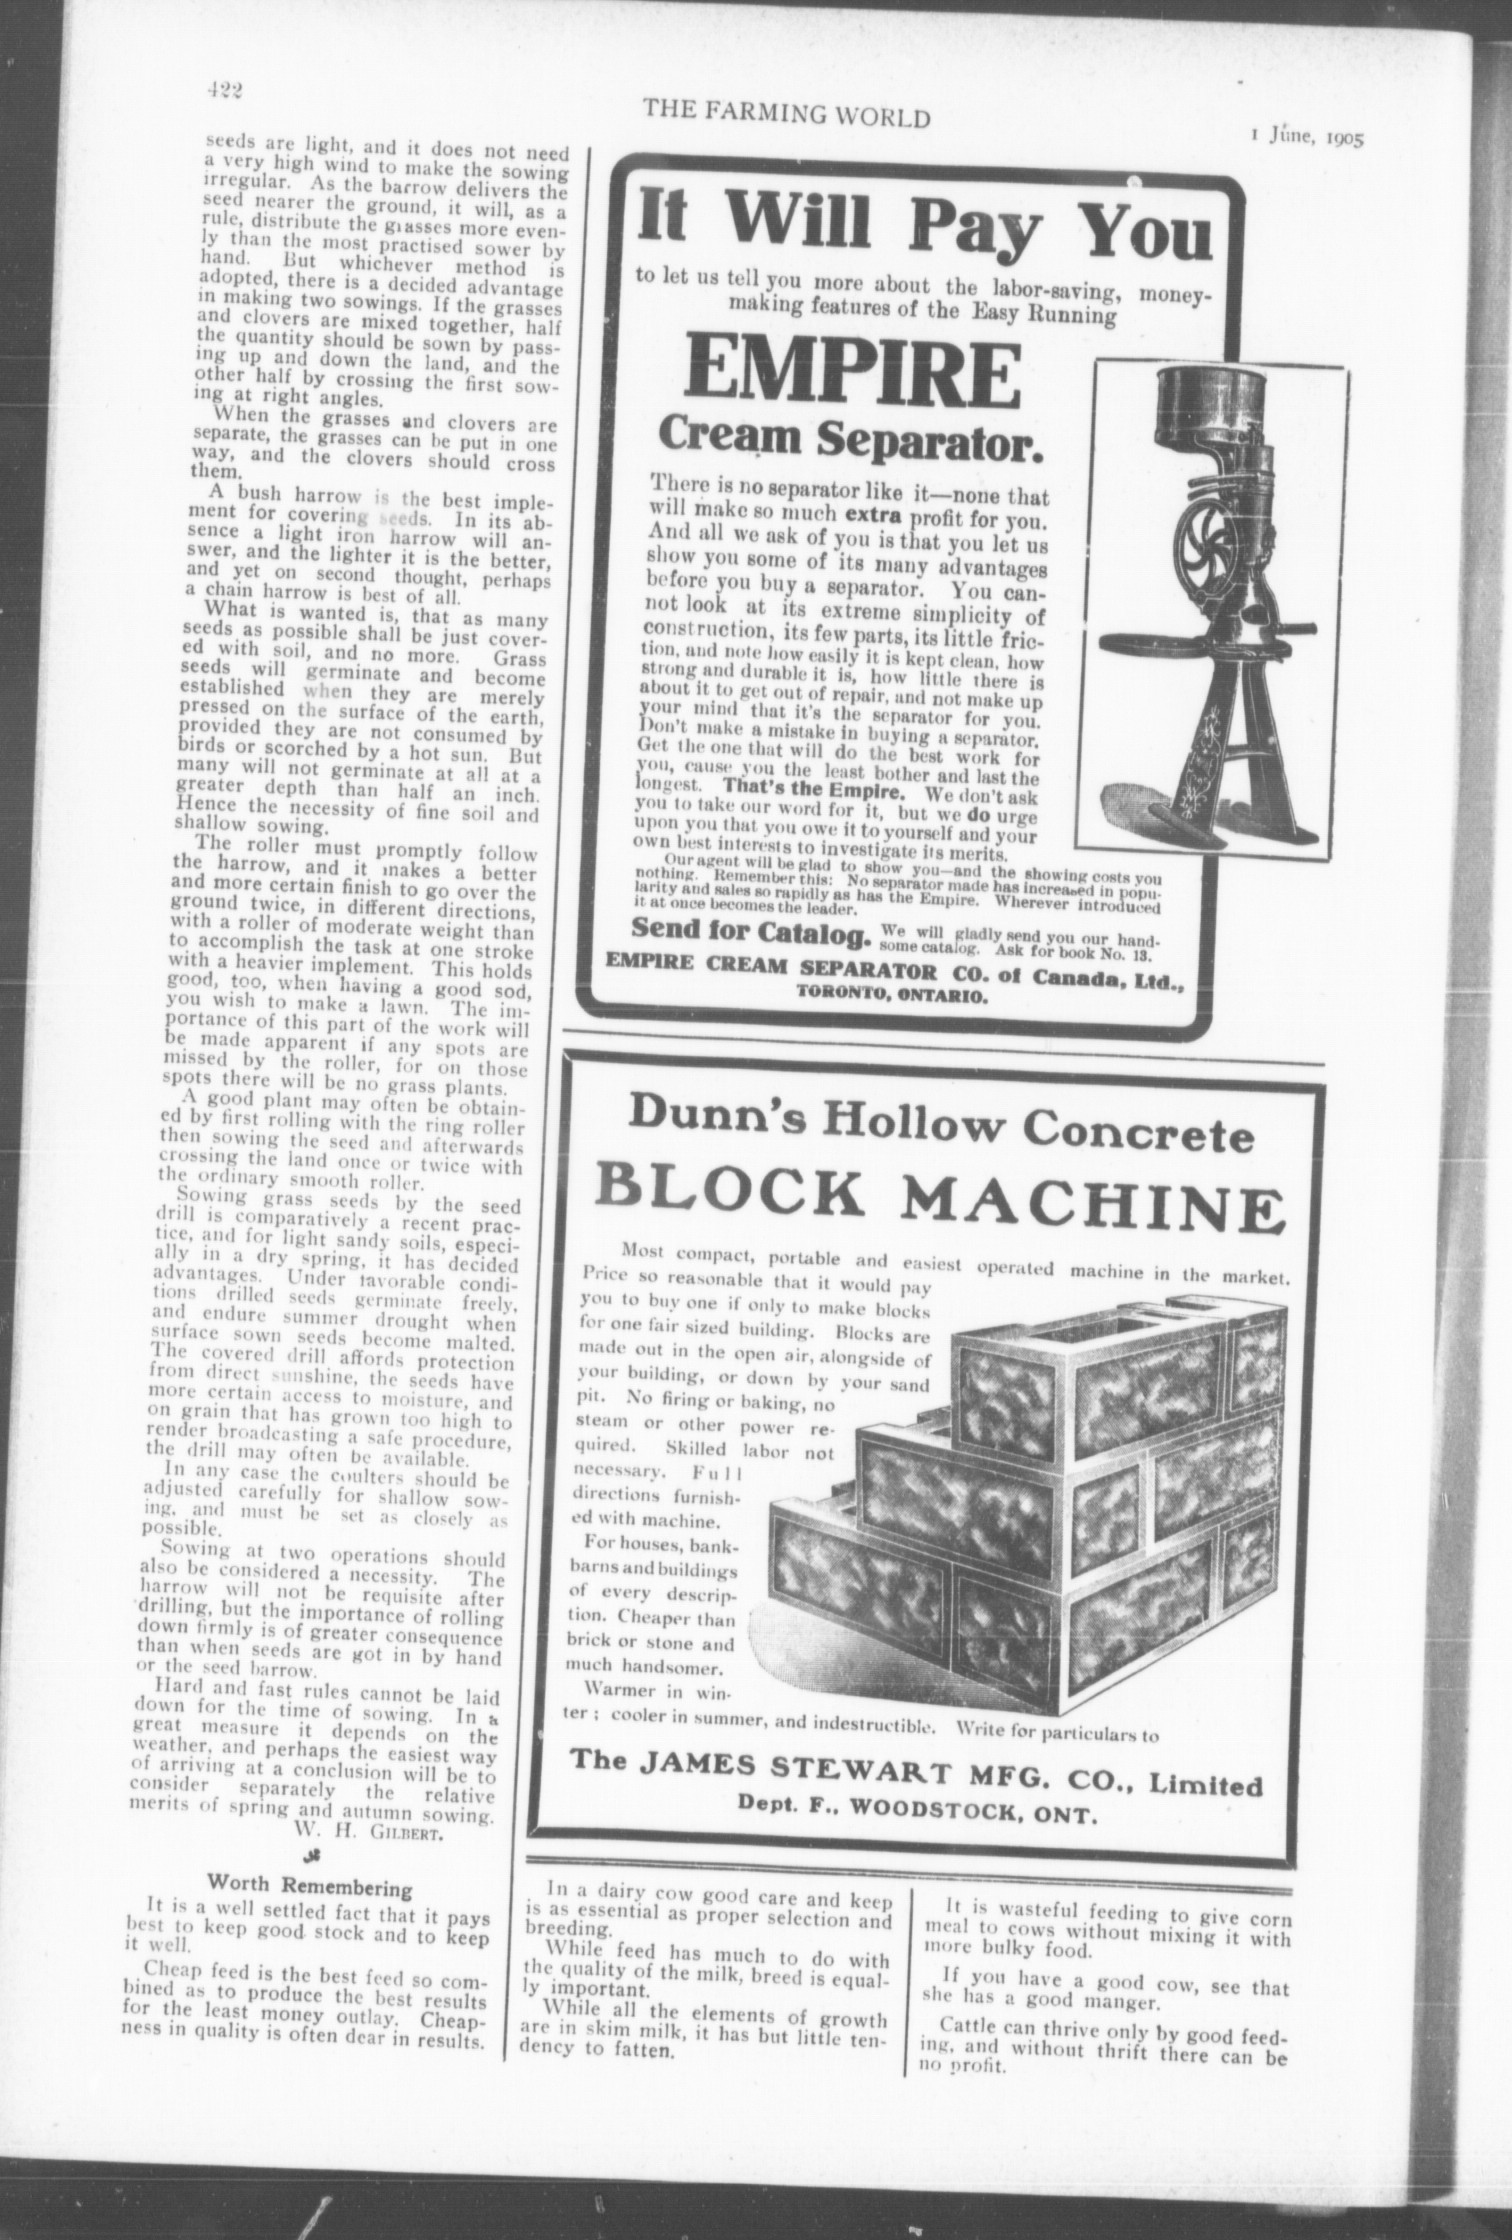 422
THE FARMING WORLD
1 June, 1905
seeds are light, and it does not need
a very high wind to make the sowing
irregular. As the barrow delivers the
seed nearer the ground, it will, as a
rule, distribute the grasses more even-
ly than the most practised sower by
hand. But whichever method is
adopted, there is a decided advantage
in making two sowings. If the grasses
and clovers are mixed together, half
the quantity should be sown by pass-
ing up and down the land, and the
other half by crossing the first sow-
ing at right angles.
When the grasses and clovers are
separate, the grasses can be put in one
way, and the clovers should cross
them.
A bush harrow is the best imple-
ment for covering seeds. In its ab-
sence a light iron harrow will an-
swer, and the lighter it is the better,
and yet on second thought, perhaps
a chain harrow is best of all.
What is wanted is, that as many
seeds as possible shall be just cover-
ed with soil, and no more. Grass
seeds will germinate and become
established when they are merely
pressed on the surface of the earth,
provided they are not consumed by
birds or scorched by a hot sun. But
many will not germinate at all at a
greater depth than half an inch.
Hence the necessity of fine soil and
shallow sowing.
The roller must promptly follow
the harrow, and it makes a better
and more certain finish to go over the
ground twice, in different directions,
with a roller of moderate weight than
to accomplish the task at one stroke
with a heavier implement. This holds
good, too, when having a good sod,
you wish to make a lawn. The im-
portance of this part of the work will
be made apparent if any spots are
missed by the roller, for on those
spots there will be no grass plants.
A good plant may often be obtain-
ed by first rolling with the ring roller
then sowing the seed and afterwards
crossing the land once or twice with
the ordinary smooth roller.
Sowing grass seeds by the seed
drill is comparatively a recent prac-
tice, and for light sandy soils, especi-
ally in a dry spring, it has decided
advantages. Under favorable condi-
tions drilled seeds germinate freely,
and endure summer drought when
surface sown seeds become malted.
The covered drill affords protection
from direct sunshine, the seeds have
more certain access to moisture, and
on grain that has grown too high to
render broadcasting a safe procedure,
the drill may often be available.
In any case the coulters should be
adjusted carefully for shallow sow-
ing, and must be set as closely as
possible.
Sowing at two operations should
also be considered a necessity. The
harrow will not be requisite after
drilling, but the importance of rolling
down firmly is of greater consequence
than when seeds are got in by hand
or the seed barrow.
Hard and fast rules cannot be laid
down for the time of sowing. In a
great measure it depends on the
weather, and perhaps the easiest way
of arriving at a conclusion will be to
consider separately the relative
merits of spring and autumn sowing.
W. H. GILBERT.
Worth Remembering
It is a well settled fact that it pays
best to keep good stock and to keep
it well.
Cheap feed is the best feed so com-
bined as to produce the best results
for the least money outlay. Cheap-
ness in quality is often dear in results.
It Will Pay You
to let us tell you more about the labor-saving, money-
making features of the Easy Running
EMPIRE
Cream Separator.
There is no separator like it—none that
will make so much extra profit for you.
And all we ask of you is that you let us
show you some of its many advantages
before you buy a separator. You can-
not look at its extreme simplicity of
construction, its few parts, its little fric-
tion, and note how easily it is kept clean, how
strong and durable it is, how little there is
about it to get out of repair, and not make up
your mind that it's the separator for you.
Don't make a mistake in buying a separator.
Get the one that will do the best work for
you, cause you the least bother and last the
longest. That's the Empire. We don't ask
you to take our word for it, but we do urge
upon you that you owe it to yourself and your
own best interests to investigate its merits.
Our agent will be glad to show you—and the showing costs you
nothing. Remember this: No separator made has increased in popu-
larity and sales so rapidly as has the Empire. Wherever introduced
it at once becomes the leader.
Send for Catalog. We will gladly send you our hand-
some catalog. Ask for book No. 13.
EMPIRE CREAM SEPARATOR CO. of Canada, Ltd.,
TORONTO, ONTARIO.
Dunn's Hollow Concrete
BLOCK MACHINE
Most compact, portable and easiest operated machine in the market.
Price so reasonable that it would pay
you to buy one if only to make blocks
for one fair sized building. Blocks are
made out in the open air, alongside of
your building, or down by your sand
pit. No firing or baking, no
steam or other power re-
quired. Skilled labor not
necessary. Full
directions furnish-
ed with machine.
For houses, bank-
barns and buildings
of every descrip-
tion. Cheaper than
brick or stone and
much handsomer.
Warmer in win-
ter; cooler in summer, and indestructible. Write for particulars to
The JAMES STEWART MFG. CO., Limited
Dept. F., WOODSTOCK, ONT.
In a dairy cow good care and keep
is as essential as proper selection and
breeding.
While feed has much to do with
the quality of the milk, breed is equal-
ly important.
While all the elements of growth
are in skim milk, it has but little ten-
dency to fatten.
It is wasteful feeding to give corn
meal to cows without mixing it with
more bulky food.
If you have a good cow, see that
she has a good manger.
Cattle can thrive only by good feed-
ing, and without thrift there can be
no profit.